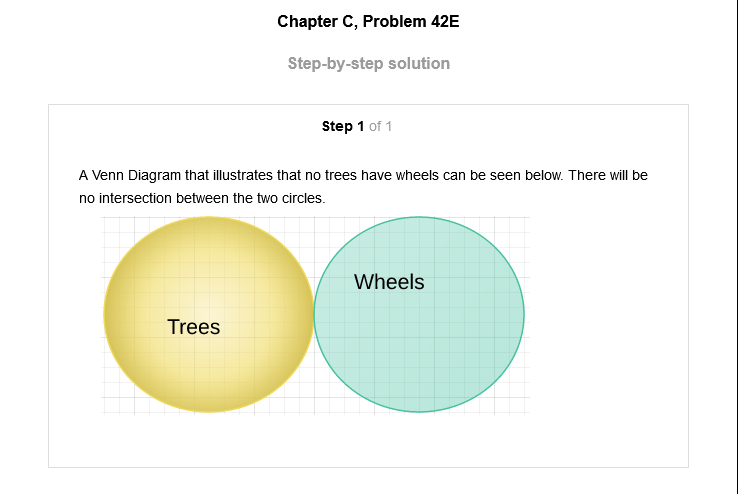 Chapter C, Problem 42E
Step-by-step solution
Step 1 of 1
A Venn Diagram that illustrates that no trees have wheels can be seen below. There will be
no intersection between the two circles.
Wheels
Trees